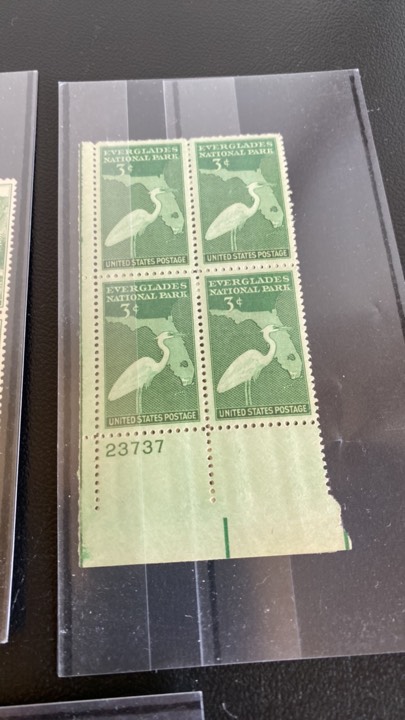 EVERGLADES
NATIONAL PARK
3¢
UNITED STATES POSTAGE
EVERGLADES
NATIONAL PARK
3¢
UNITED STATES POSTAGE
EVERGLADES
NATIONAL PARK
3¢
UNITED STATES POSTAGE
EVERGLADES
NATIONAL PARK
3¢
UNITED STATES POSTAGE
23737